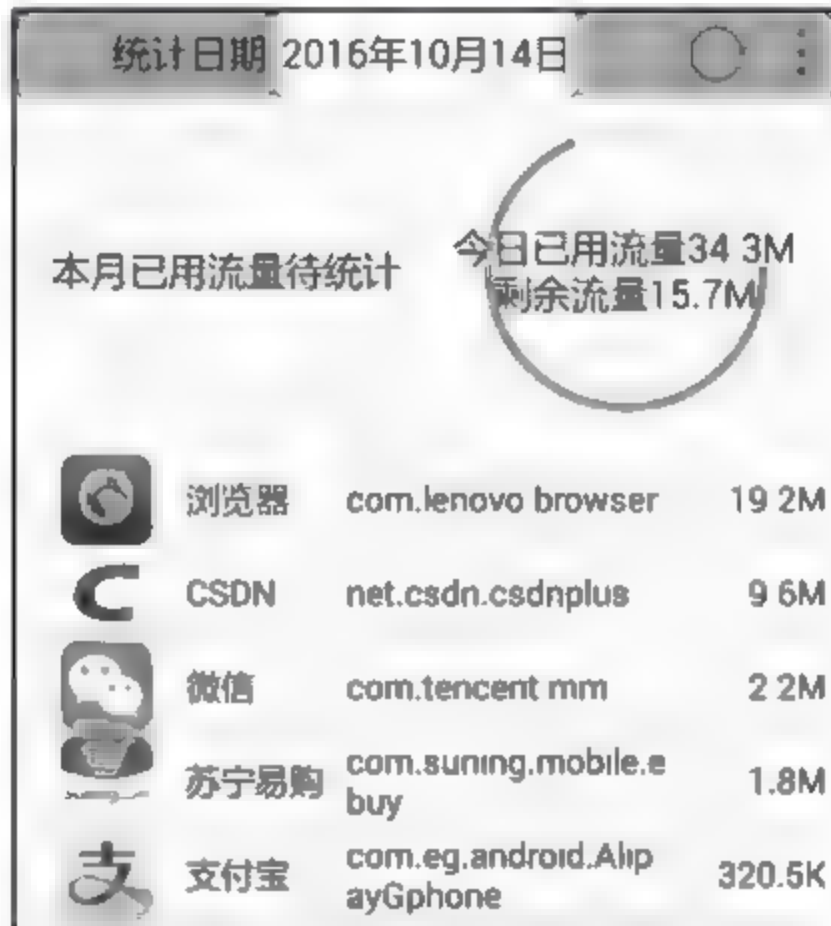 统计日期 2016年10月14日
本月已用流量待统计
今日已用流量34 3M
剩余流量15.7M
浏览器 com.lenovo browser 19 2M
CSDN net.csdn.csdnplus 9 6M
微信 com.tencent mm 2 2M
苏宁易购 com.suning.mobile.e
buy 1.8M
支付宝 com.eg.android.Alip
ayGphone 320.5K